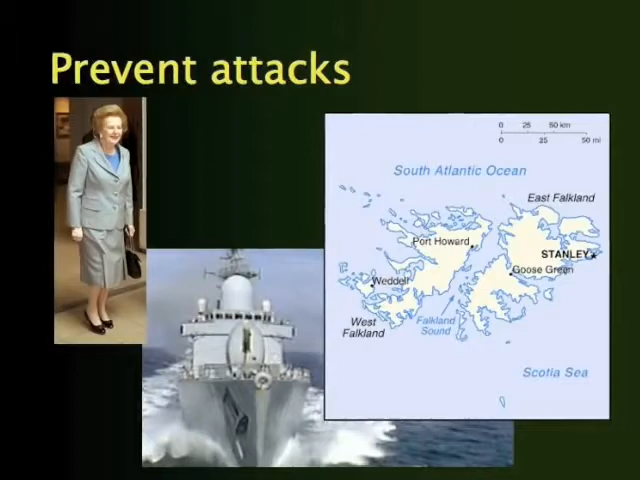 Prevent attacks
0 25 50 km
0 25 50 mi
South Atlantic Ocean
East Falkland
Port Howard
STANLEY
Goose Green
Weddell
West
Falkland
Falkland
Sound
Scotia Sea